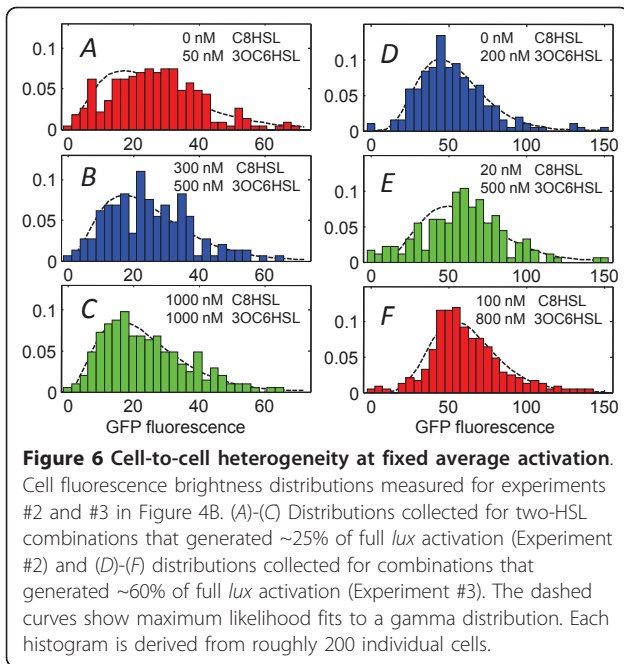 A
0 nM C8HSL
50 nM 3OC6HSL
0.1
0.05
0
0 20 40 60
B
300 nM C8HSL
500 nM 3OC6HSL
0.1
0.05
0
0 20 40 60
C
1000 nM C8HSL
1000 nM 3OC6HSL
0.1
0.05
0
0 20 40 60
GFP fluorescence
D
0 nM C8HSL
200 nM 3OC6HSL
0.1
0.05
0
0 50 100 150
E
20 nM C8HSL
500 nM 3OC6HSL
0.1
0.05
0
0 50 100 150
F
100 nM C8HSL
800 nM 3OC6HSL
0.1
0.05
0
0 50 100 150
GFP fluorescence
Figure 6 Cell-to-cell heterogeneity at fixed average activation.
Cell fluorescence brightness distributions measured for experiments
#2 and #3 in Figure 4B. (A)-(C) Distributions collected for two-HSL
combinations that generated ~25% of full lux activation (Experiment
#2) and (D)-(F) distributions collected for combinations that
generated ~60% of full lux activation (Experiment #3). The dashed
curves show maximum likelihood fits to a gamma distribution. Each
histogram is derived from roughly 200 individual cells.